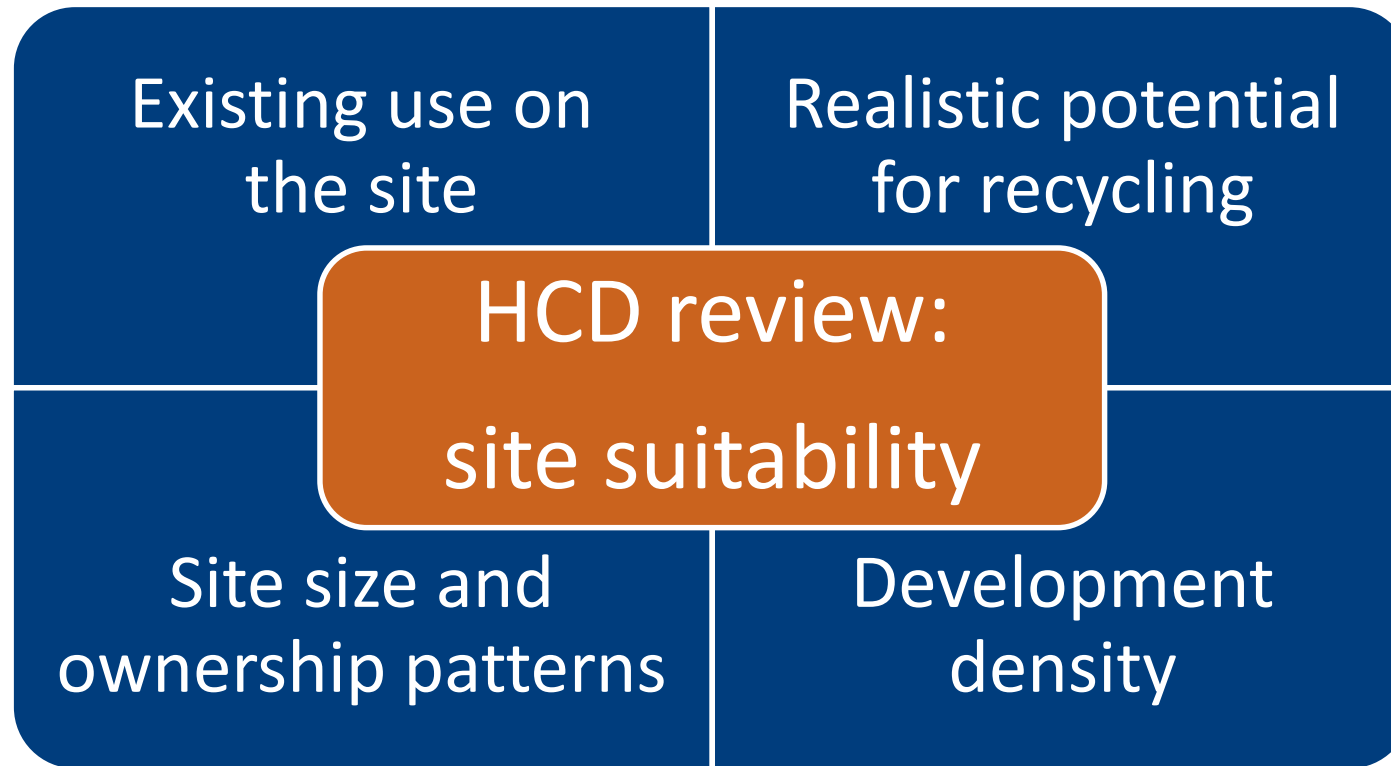 Existing use on
the site
Realistic potential
for recycling
HCD review:
site suitability
Site size and
ownership patterns
Development
density